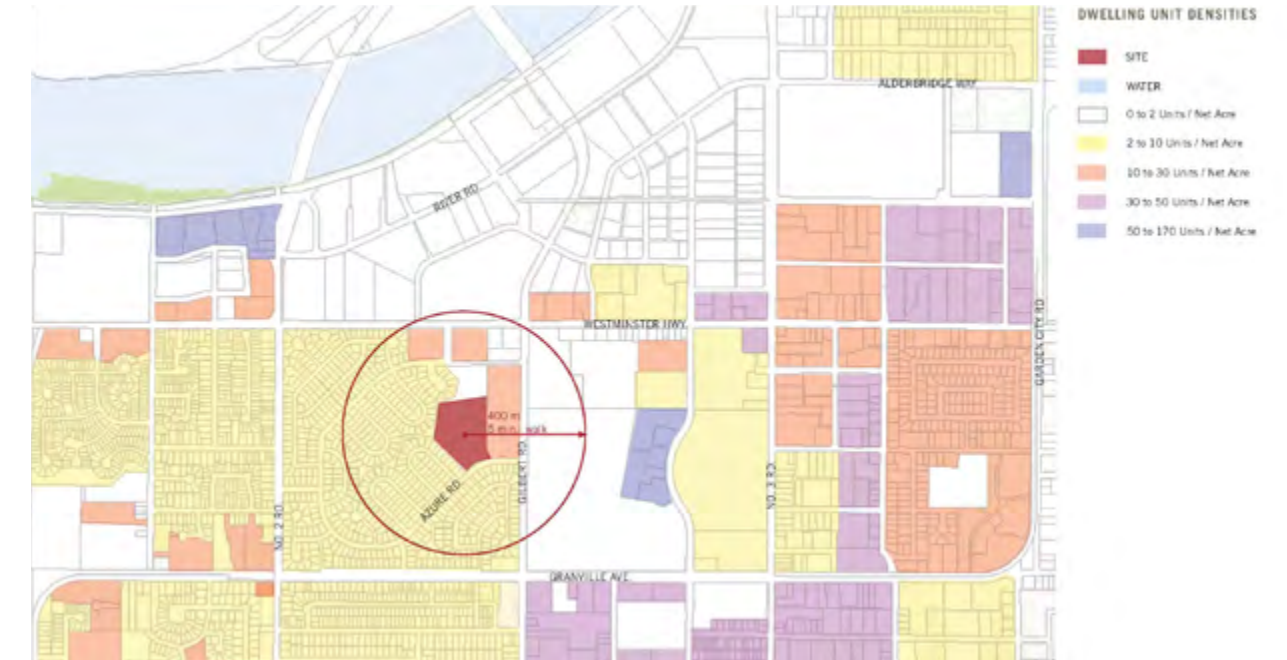 DWELLING UNIT DENSITIES
SITE
WATER
0 to 2 Units / Net Acre
2 to 10 Units / Net Acre
10 to 30 Units / Net Acre
30 to 50 Units / Net Acre
50 to 170 Units / Net Acre
ALDERBRIDGE WAY
RIVER RD
WESTMINSTER HWY
GARDEN CITY RD
400 m
5 min. walk
GILBERT RD
AZURE RD
NO. 2 RD
NO. 3 RD
GRANVILLE AVE.